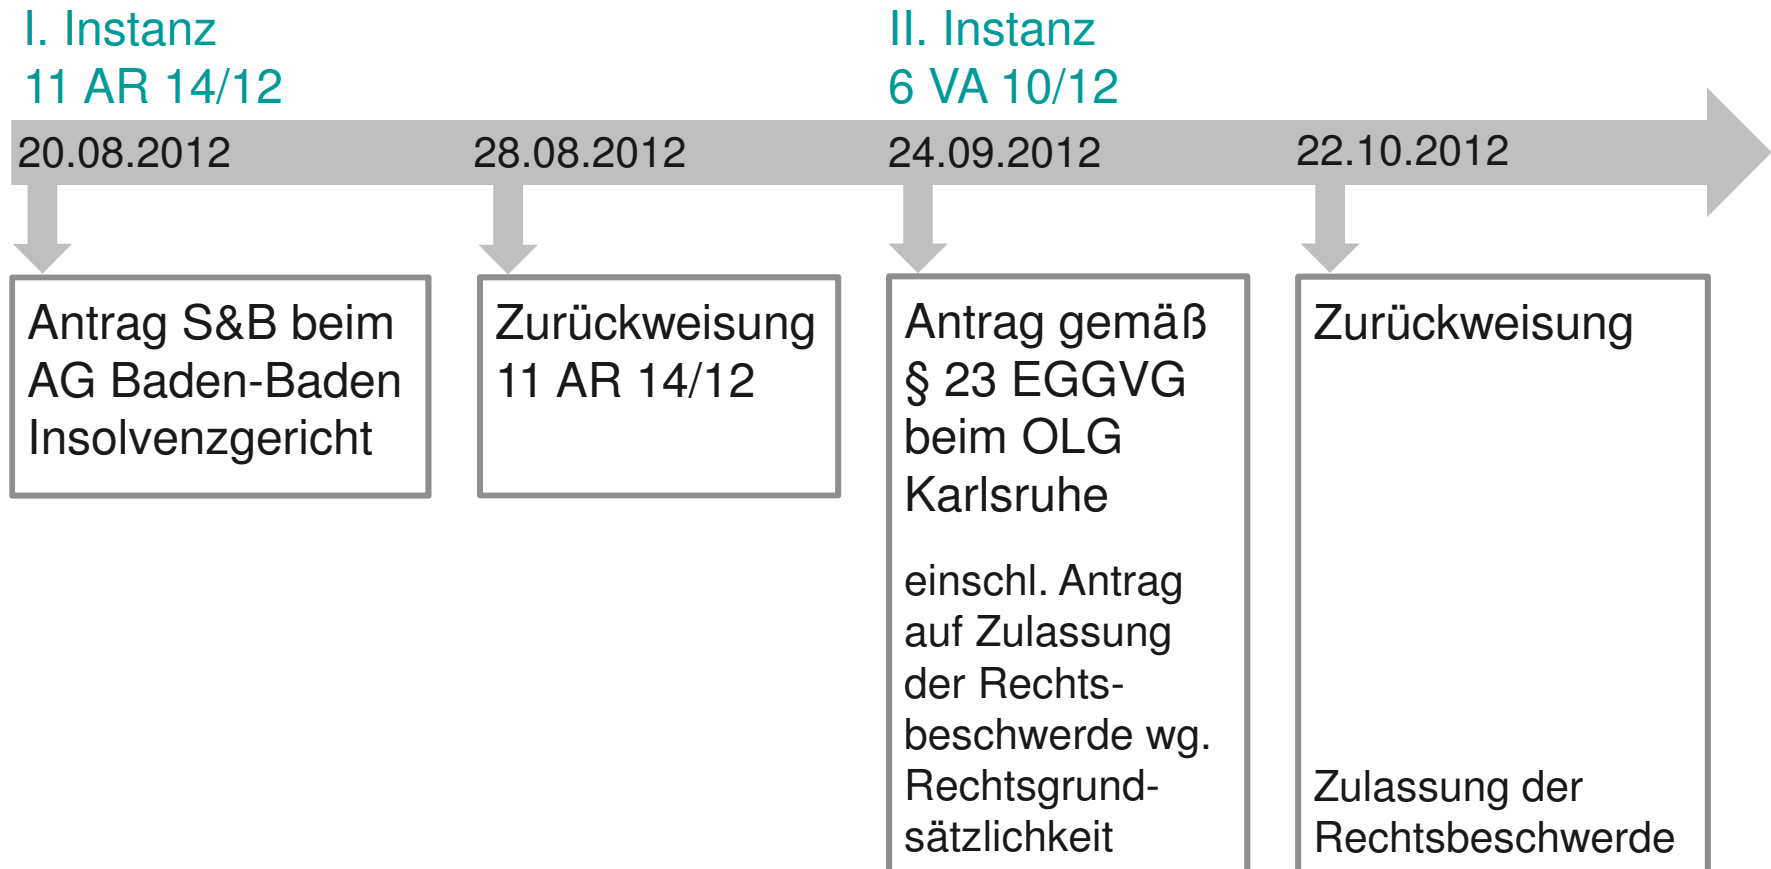 I. Instanz
11 AR 14/12
II. Instanz
6 VA 10/12
20.08.2012
28.08.2012
24.09.2012
22.10.2012
Antrag S&B beim
AG Baden-Baden
Insolvenzgericht
Zurückweisung
11 AR 14/12
Antrag gemäß
§ 23 EGGVG
beim OLG
Karlsruhe
einschl. Antrag
auf Zulassung
der Rechts-
beschwerde wg.
Rechtsgrund-
sätzlichkeit
Zurückweisung
Zulassung der
Rechtsbeschwerde